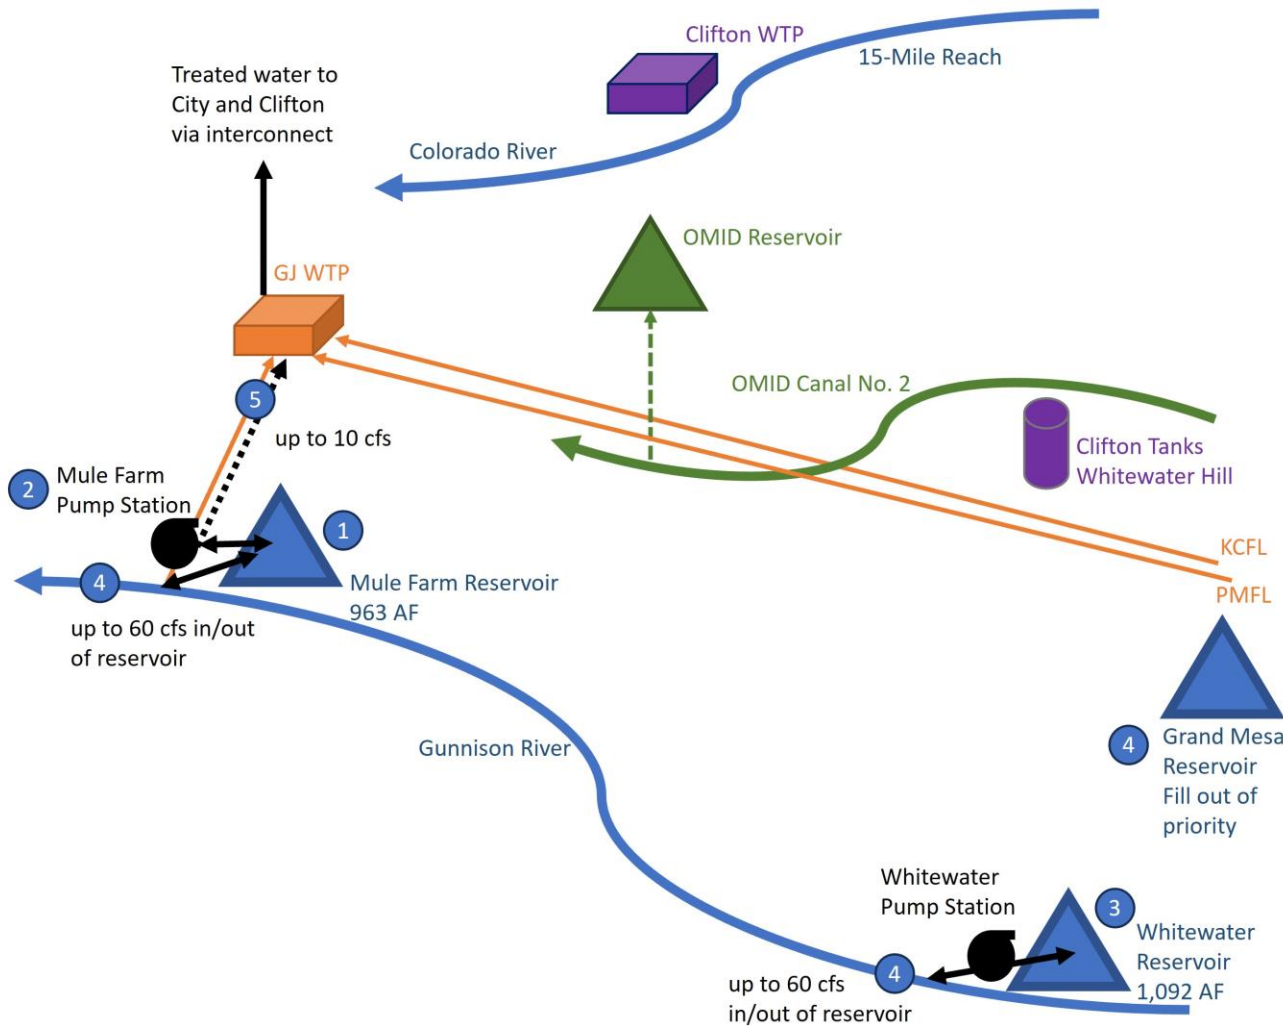 Clifton WTP
15-Mile Reach
Treated water to
City and Clifton
via interconnect
Colorado River
OMID Reservoir
GJ WTP
OMID Canal No. 2
5
up to 10 cfs
Clifton Tanks
Whitewater Hill
2
Mule Farm
Pump Station
1
KCFL
4
Mule Farm Reservoir
963 AF
PMFL
up to 60 cfs in/out
of reservoir
Gunnison River
4
Grand Mesa
Reservoir
Fill out of
priority
Whitewater
Pump Station
3
Whitewater
Reservoir
1,092 AF
4
up to 60 cfs
in/out of reservoir